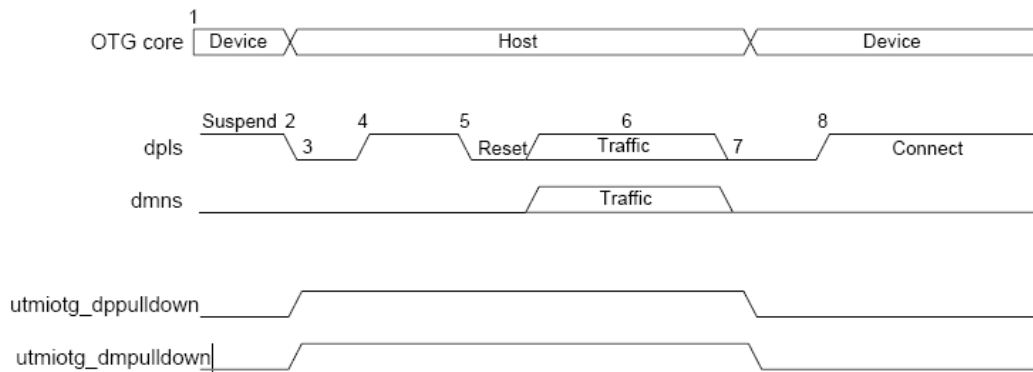 1
OTG core Device Host Device
Suspend 2 4 5 6 8
dpls 3 Reset Traffic 7 Connect
dmns Traffic
utmiotg_dppulldown
utmiotg_dmpulldown